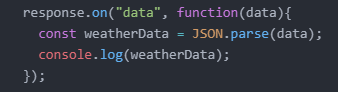 response.on("data", function(data){
  const weatherData = JSON.parse(data);
  console.log(weatherData);
});